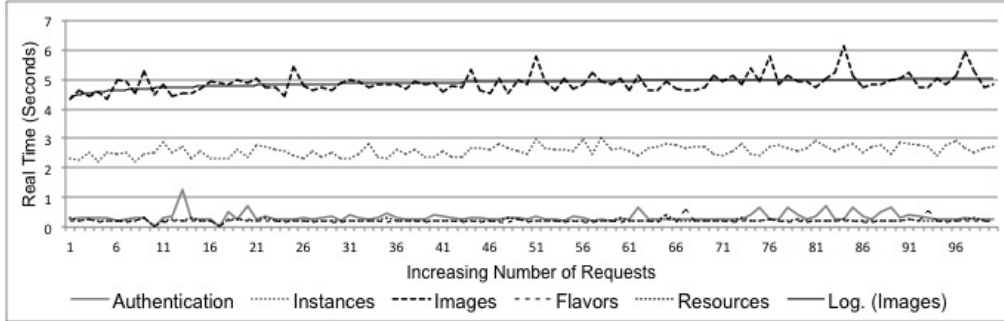 7
6
5
4
3
2
1
0
Real Time (Seconds)
1 6 11 16 21 26 31 36 41 46 51 56 61 66 71 76 81 86 91 96
Increasing Number of Requests
Authentication Instances Images Flavors Resources Log. (Images)